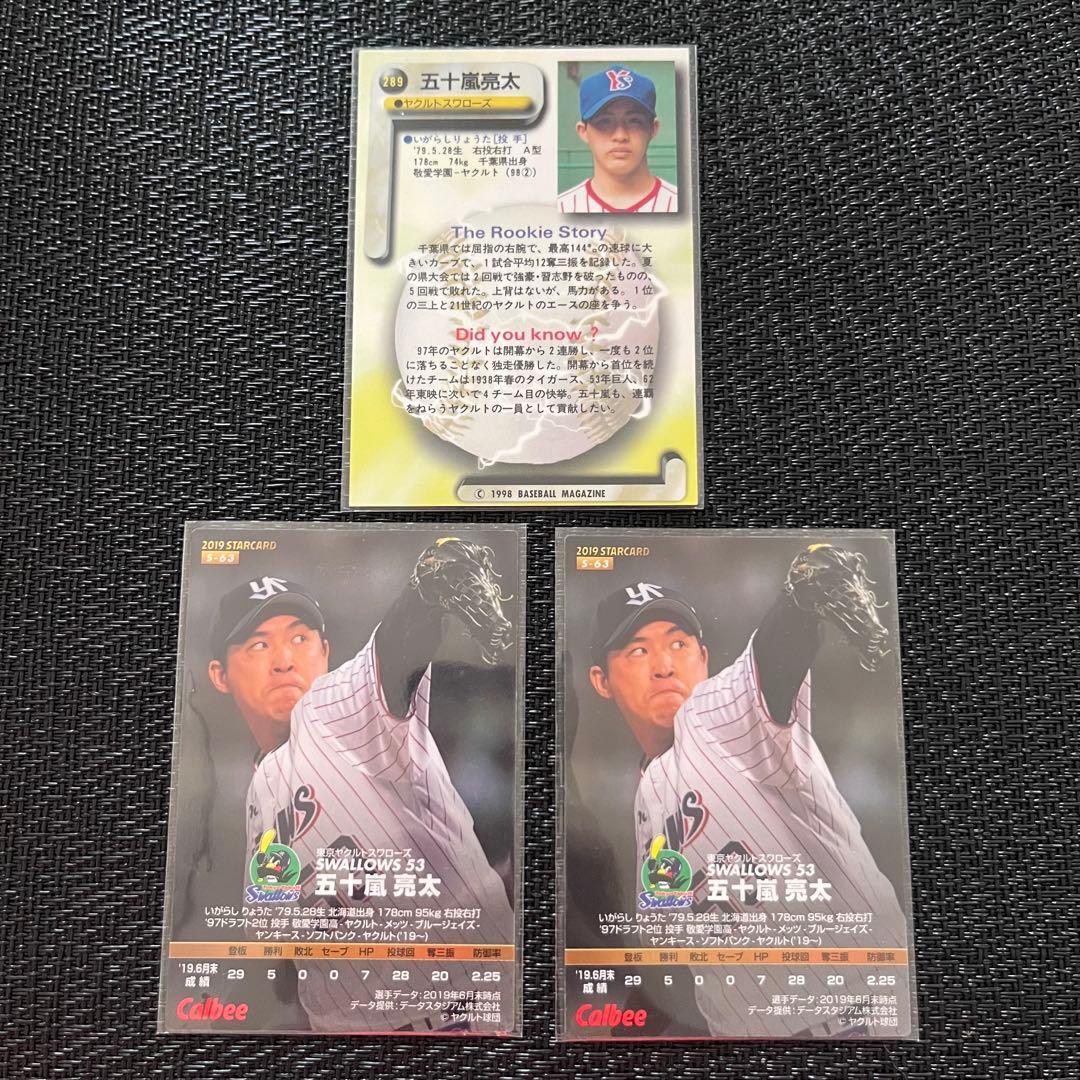 289 五十嵐亮太
●ヤクルトスワローズ
●いがらしりょうた[投 手]
'79.5.28生 右投右打 A型
178cm 74kg 千葉県出身
敬愛学園−ヤクルト (98②)
Y's
The Rookie Story
千葉県では屈指の右腕で、最高144㌔の速球に大
きいカーブで、1試合平均12奪三振を記録した。夏
の県大会では2回戦で強豪・習志野を破ったものの、
5回戦で敗れた。上背はないが、馬力がある。1位
の三上と21世紀のヤクルトのエースの座を争う。
Did you know ?
97年のヤクルトは開幕から2連勝し、一度も2位
に落ちることなく独走優勝した。開幕から首位を続
けたチームは1938年春のタイガース、53年巨人、62
年東映に次いで4チーム目の快挙。五十嵐も、連覇
をねらうヤクルトの一員として貢献したい。
© 1998 BASEBALL MAGAZINE
2019 STARCARD
S-63
東京ヤクルトスワローズ
SWALLOWS 53
五十嵐 亮太
Swallows
いがらし りょうた '79.5.28生 北海道出身 178cm 95kg 右投右打
'97ドラフト2位 投手 敬愛学園高-ヤクルト-メッツ-ブルージェイズ-
ヤンキース-ソフトバンク-ヤクルト('19〜)
登板 勝利 敗北 セーブ HP 投球回 奪三振 防御率
'19.6月末成績 29 5 0 0 7 28 20 2.25
選手データ:2019年6月末時点
データ提供:データスタジアム株式会社
© ヤクルト球団
Calbee
2019 STARCARD
S-63
東京ヤクルトスワローズ
SWALLOWS 53
五十嵐 亮太
Swallows
いがらし りょうた '79.5.28生 北海道出身 178cm 95kg 右投右打
'97ドラフト2位 投手 敬愛学園高-ヤクルト-メッツ-ブルージェイズ-
ヤンキース-ソフトバンク-ヤクルト('19〜)
登板 勝利 敗北 セーブ HP 投球回 奪三振 防御率
'19.6月末成績 29 5 0 0 7 28 20 2.25
選手データ:2019年6月末時点
データ提供:データスタジアム株式会社
© ヤクルト球団
Calbee